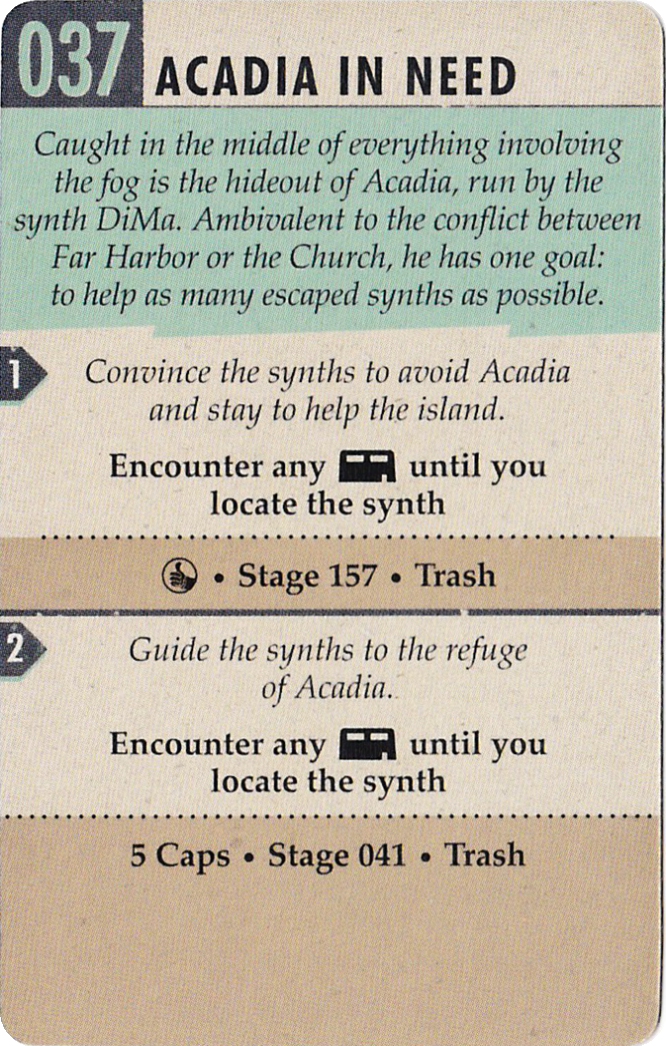 037 ACADIA IN NEED
Caught in the middle of everything involving
the fog is the hideout of Acadia, run by the
synth DiMa. Ambivalent to the conflict between
Far Harbor or the Church, he has one goal:
to help as many escaped synths as possible.
1
Convince the synths to avoid Acadia
and stay to help the island.
Encounter any until you
locate the synth
• Stage 157 • Trash
2
Guide the synths to the refuge
of Acadia.
Encounter any until you
locate the synth
5 Caps • Stage 041 • Trash